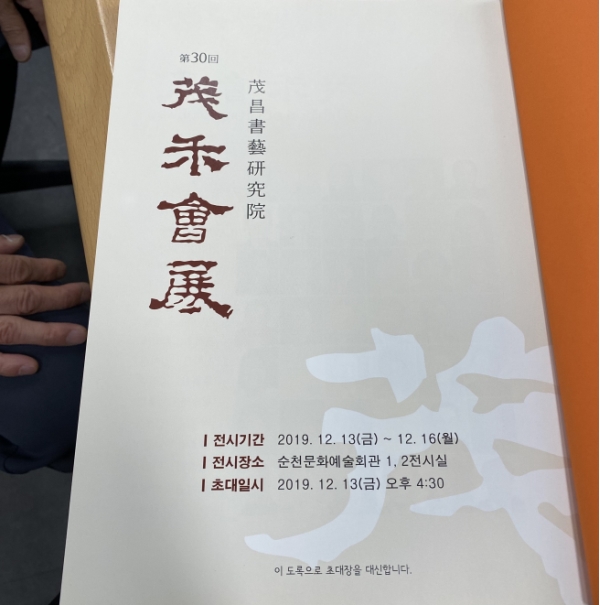 第30回
茂禾會展
茂昌書藝研究院
茂
전시기간 2019. 12. 13(금) ~ 12. 16(월)
전시장소 순천문화예술회관 1, 2전시실
초대일시 2019. 12. 13(금) 오후 4:30
이 도록으로 초대장을 대신합니다.